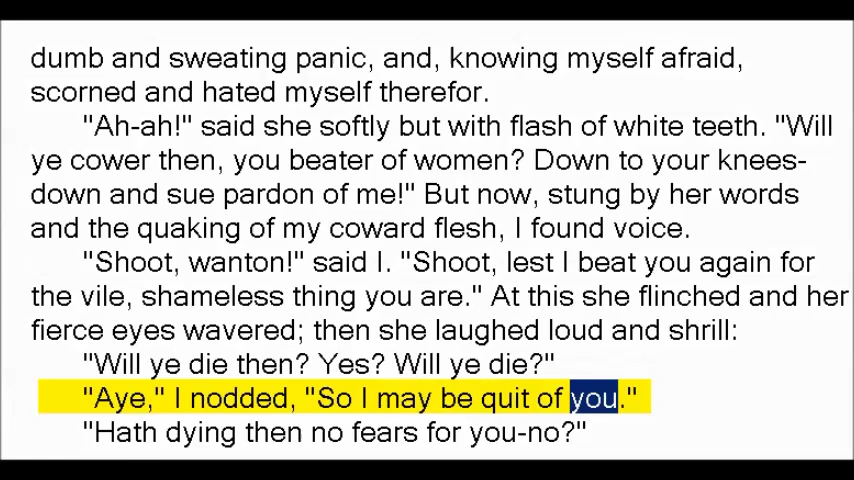 dumb and sweating panic, and, knowing myself afraid,
scorned and hated myself therefor.
"Ah-ah!" said she softly but with flash of white teeth. "Will
ye cower then, you beater of women? Down to your knees-
down and sue pardon of me!" But now, stung by her words
and the quaking of my coward flesh, I found voice.
"Shoot, wanton!" said I. "Shoot, lest I beat you again for
the vile, shameless thing you are." At this she flinched and her
fierce eyes wavered; then she laughed loud and shrill:
"Will ye die then? Yes? Will ye die?"
"Aye," I nodded, "So I may be quit of you."
"Hath dying then no fears for you-no?"